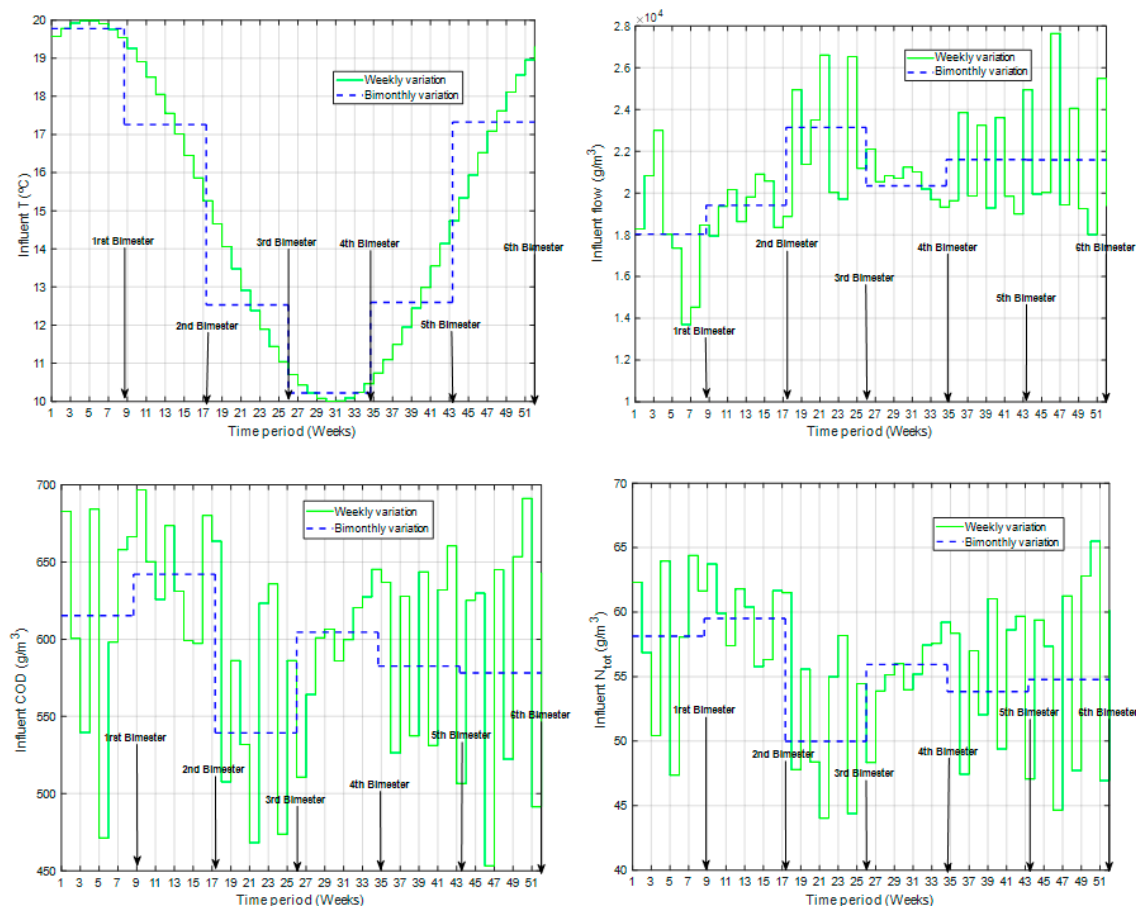 20
19
18
17
16
15
14
13
12
11
10
Influent T (ºC)
Weekly variation
Bimonthly variation
1rst Bimester
2nd Bimester
3rd Bimester
4th Bimester
5th Bimester
6th Bimester
1 3 5 7 9 11 13 15 17 19 21 23 25 27 29 31 33 35 37 39 41 43 45 47 49 51
Time period (Weeks)
×10⁴
2.8
2.6
2.4
2.2
2
1.8
1.6
1.4
1.2
1
Influent flow (g/m³)
Weekly variation
Bimonthly variation
1rst Bimester
2nd Bimester
3rd Bimester
4th Bimester
5th Bimester
6th Bimester
1 3 5 7 9 11 13 15 17 19 21 23 25 27 29 31 33 35 37 39 41 43 45 47 49 51
Time period (Weeks)
700
650
600
550
500
450
Influent COD (g/m³)
Weekly variation
Bimonthly variation
1rst Bimester
2nd Bimester
3rd Bimester
4th Bimester
5th Bimester
6th Bimester
1 3 5 7 9 11 13 15 17 19 21 23 25 27 29 31 33 35 37 39 41 43 45 47 49 51
Time period (Weeks)
70
65
60
55
50
45
40
Influent Ntot (g/m³)
Weekly variation
Bimonthly variation
1rst Bimester
2nd Bimester
3rd Bimester
4th Bimester
5th Bimester
6th Bimester
1 3 5 7 9 11 13 15 17 19 21 23 25 27 29 31 33 35 37 39 41 43 45 47 49 51
Time period (Weeks)